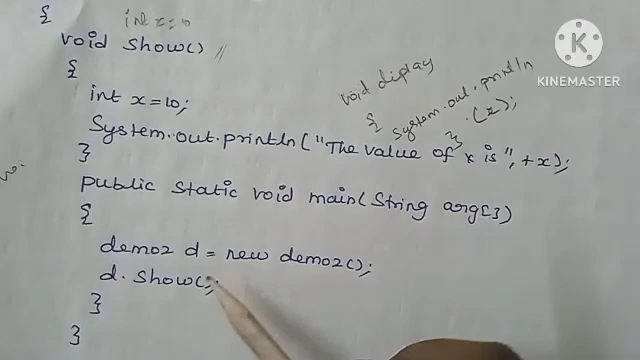 { int x=10
void show() //
{
int x=10;
System.out.println("The value of x is", +x);
}
public static void main(String arg[])
{
demo2 d = new demo2();
d.show(;
}
}
void diplay
{ System.out.println
(x);
}
KINEMASTER